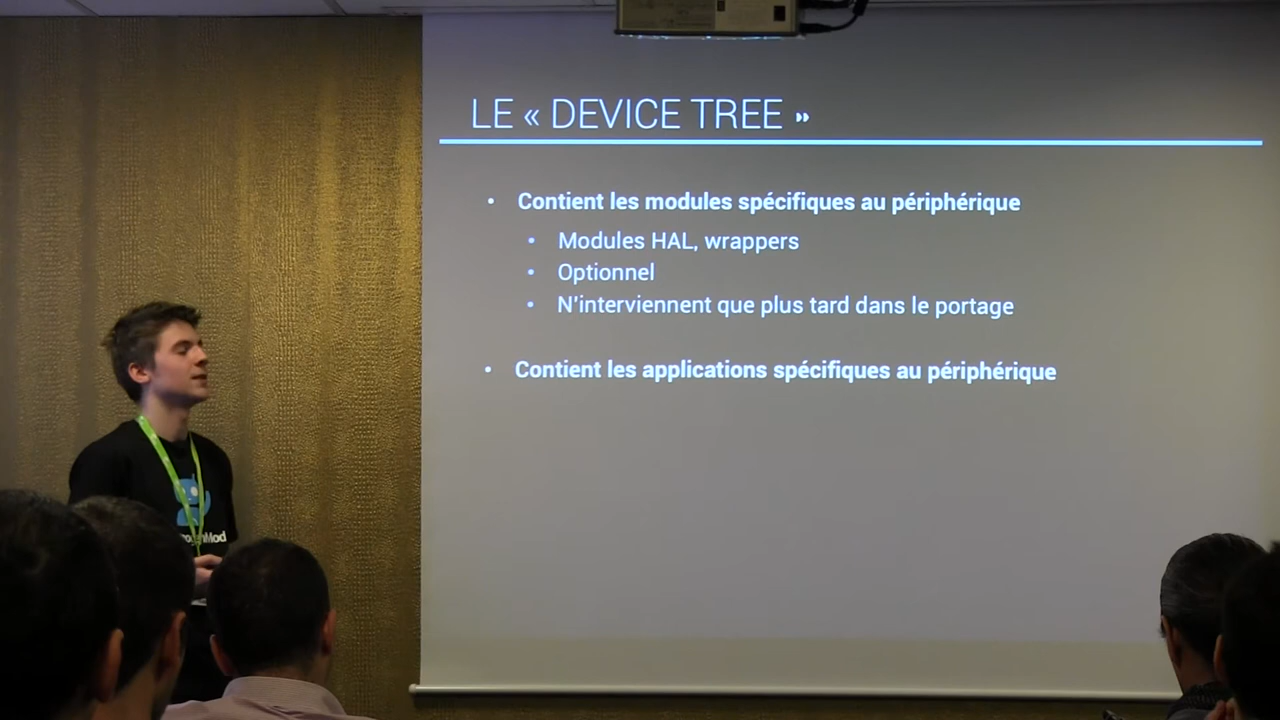 LE « DEVICE TREE »
• Contient les modules spécifiques au périphérique
• Modules HAL, wrappers
• Optionnel
• N'interviennent que plus tard dans le portage
• Contient les applications spécifiques au périphérique